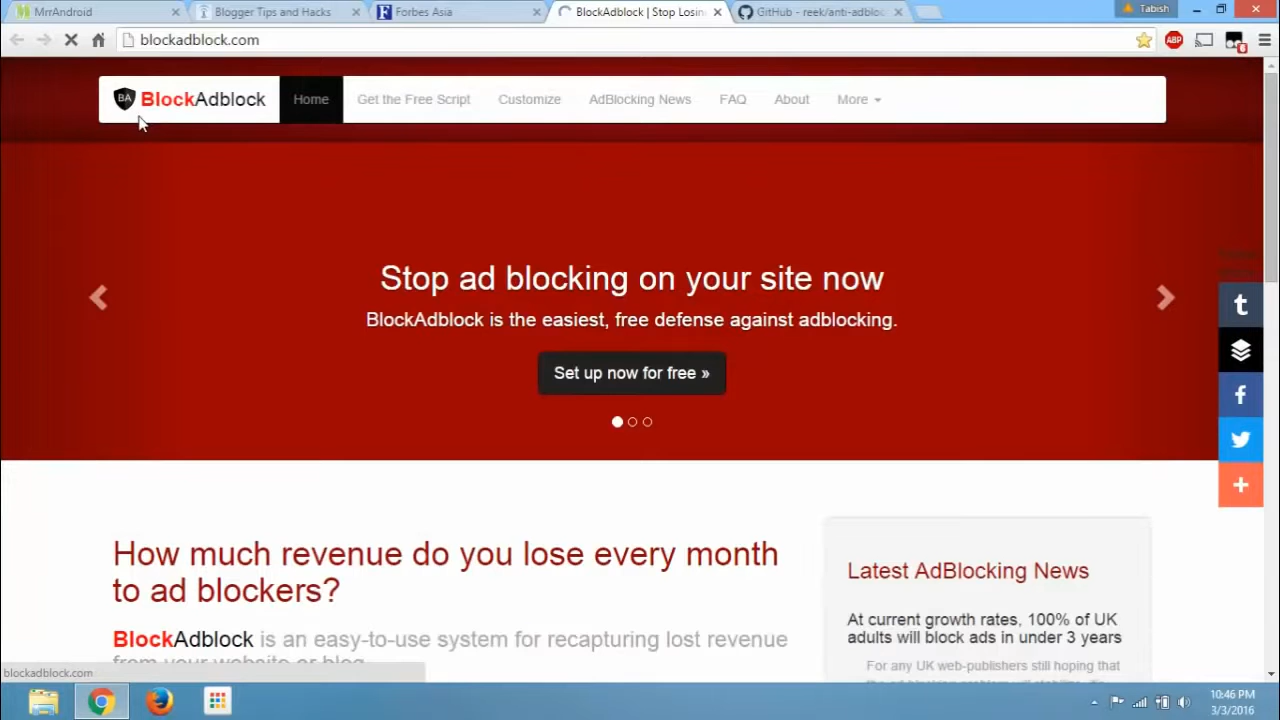 MrrAndroid
Blogger Tips and Hacks
Forbes Asia
BlockAdblock | Stop Losin
GitHub - reek/anti-adbloc
Tabish
blockadblock.com
ABP
BA BlockAdblock
Home
Get the Free Script
Customize
AdBlocking News
FAQ
About
More
Stop ad blocking on your site now
BlockAdblock is the easiest, free defense against adblocking.
Set up now for free »
How much revenue do you lose every month
to ad blockers?
BlockAdblock is an easy-to-use system for recapturing lost revenue
from your website or blog
Latest AdBlocking News
At current growth rates, 100% of UK
adults will block ads in under 3 years
For any UK web-publishers still hoping that
blockadblock.com
10:46 PM
3/3/2016